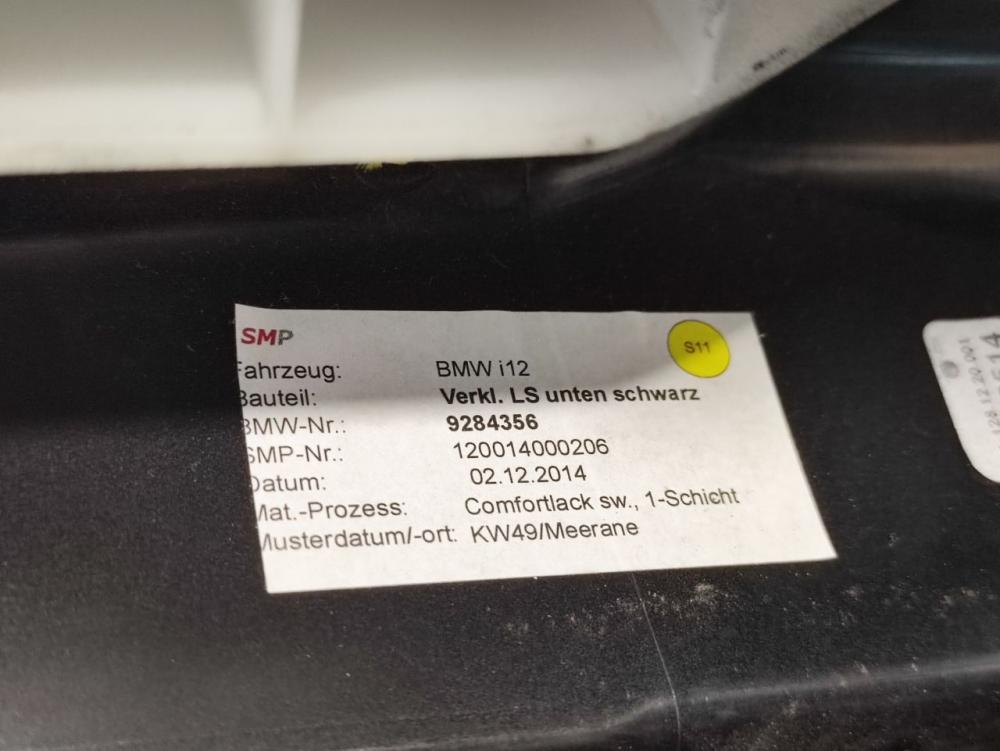 SMP
S11
Fahrzeug: BMW i12
Bauteil: Verkl. LS unten schwarz
BMW-Nr.: 9284356
SMP-Nr.: 120014000206
Datum: 02.12.2014
Mat.-Prozess: Comfortlack sw., 1-Schicht
Musterdatum/-ort: KW49/Meerane